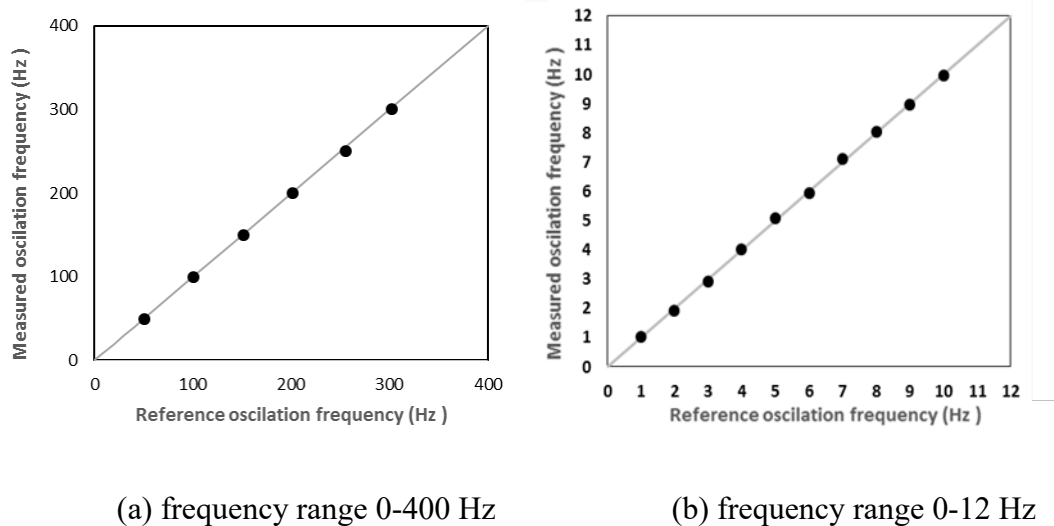 Measured oscilation frequency (Hz )
400
300
200
100
0
0 100 200 300 400
Reference oscilation frequency (Hz )
(a) frequency range 0-400 Hz
Measured oscilation frequency (Hz )
12
11
10
9
8
7
6
5
4
3
2
1
0
0 1 2 3 4 5 6 7 8 9 10 11 12
Reference oscilation frequency (Hz )
(b) frequency range 0-12 Hz